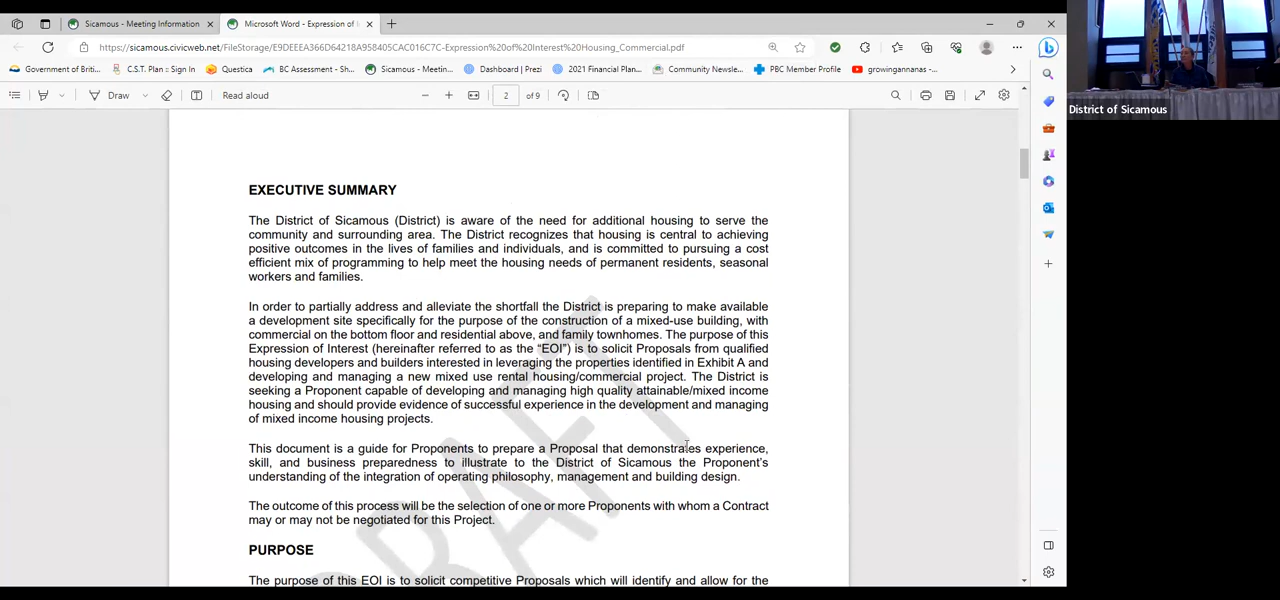 Sicamous - Meeting Information
Microsoft Word - Expression of I
https://sicamous.civicweb.net/FileStorage/E9DEEEA366D64218A958405CAC016C7C-Expression%20of%20Interest%20Housing_Commercial.pdf
Government of Briti...
C.S.T. Plan :: Sign In
Questica
BC Assessment - Sh...
Sicamous - Meetin...
Dashboard | Prezi
2021 Financial Plan...
Community Newsle...
PBC Member Profile
growingannanas -...
Draw
Read aloud
2 of 9
District of Sicamous
EXECUTIVE SUMMARY
The District of Sicamous (District) is aware of the need for additional housing to serve the
community and surrounding area. The District recognizes that housing is central to achieving
positive outcomes in the lives of families and individuals, and is committed to pursuing a cost
efficient mix of programming to help meet the housing needs of permanent residents, seasonal
workers and families.
In order to partially address and alleviate the shortfall the District is preparing to make available
a development site specifically for the purpose of the construction of a mixed-use building, with
commercial on the bottom floor and residential above, and family townhomes. The purpose of this
Expression of Interest (hereinafter referred to as the “EOI”) is to solicit Proposals from qualified
housing developers and builders interested in leveraging the properties identified in Exhibit A and
developing and managing a new mixed use rental housing/commercial project. The District is
seeking a Proponent capable of developing and managing high quality attainable/mixed income
housing and should provide evidence of successful experience in the development and managing
of mixed income housing projects.
This document is a guide for Proponents to prepare a Proposal that demonstrates experience,
skill, and business preparedness to illustrate to the District of Sicamous the Proponent’s
understanding of the integration of operating philosophy, management and building design.
The outcome of this process will be the selection of one or more Proponents with whom a Contract
may or may not be negotiated for this Project.
PURPOSE
The purpose of this EOI is to solicit competitive Proposals which will identify and allow for the
DRAFT